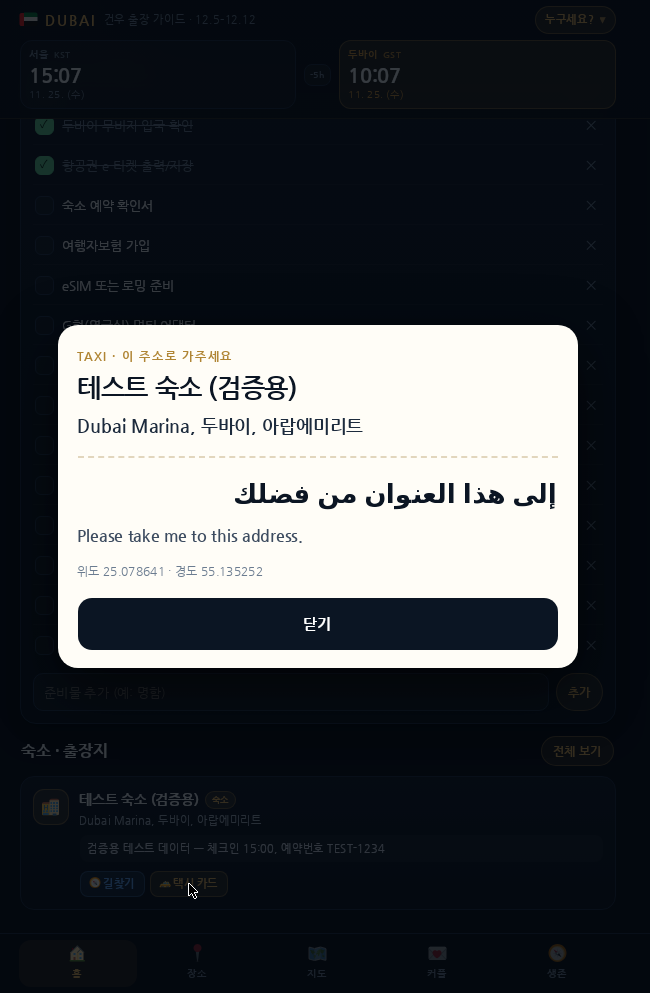 DUBAI 건우 출장 가이드 · 12.5-12.12
누구세요? ▼
서울 KST
15:07
11. 25. (수)
-5h
두바이 GST
10:07
11. 25. (수)
두바이 무비자 입국 확인
항공권 e-티켓 출력/저장
숙소 예약 확인서
여행자보험 가입
eSIM 또는 로밍 준비
TAXI · 이 주소로 가주세요
테스트 숙소 (검증용)
Dubai Marina, 두바이, 아랍에미리트
إلى هذا العنوان من فضلك
Please take me to this address.
위도 25.078641 · 경도 55.135252
닫기
준비물 추가 (예: 명함)
추가
숙소 · 출장지
전체 보기
테스트 숙소 (검증용) 숙소
Dubai Marina, 두바이, 아랍에미리트
검증용 테스트 데이터 — 체크인 15:00, 예약번호 TEST-1234
길찾기
택시 카드
홈
장소
지도
커플
생존